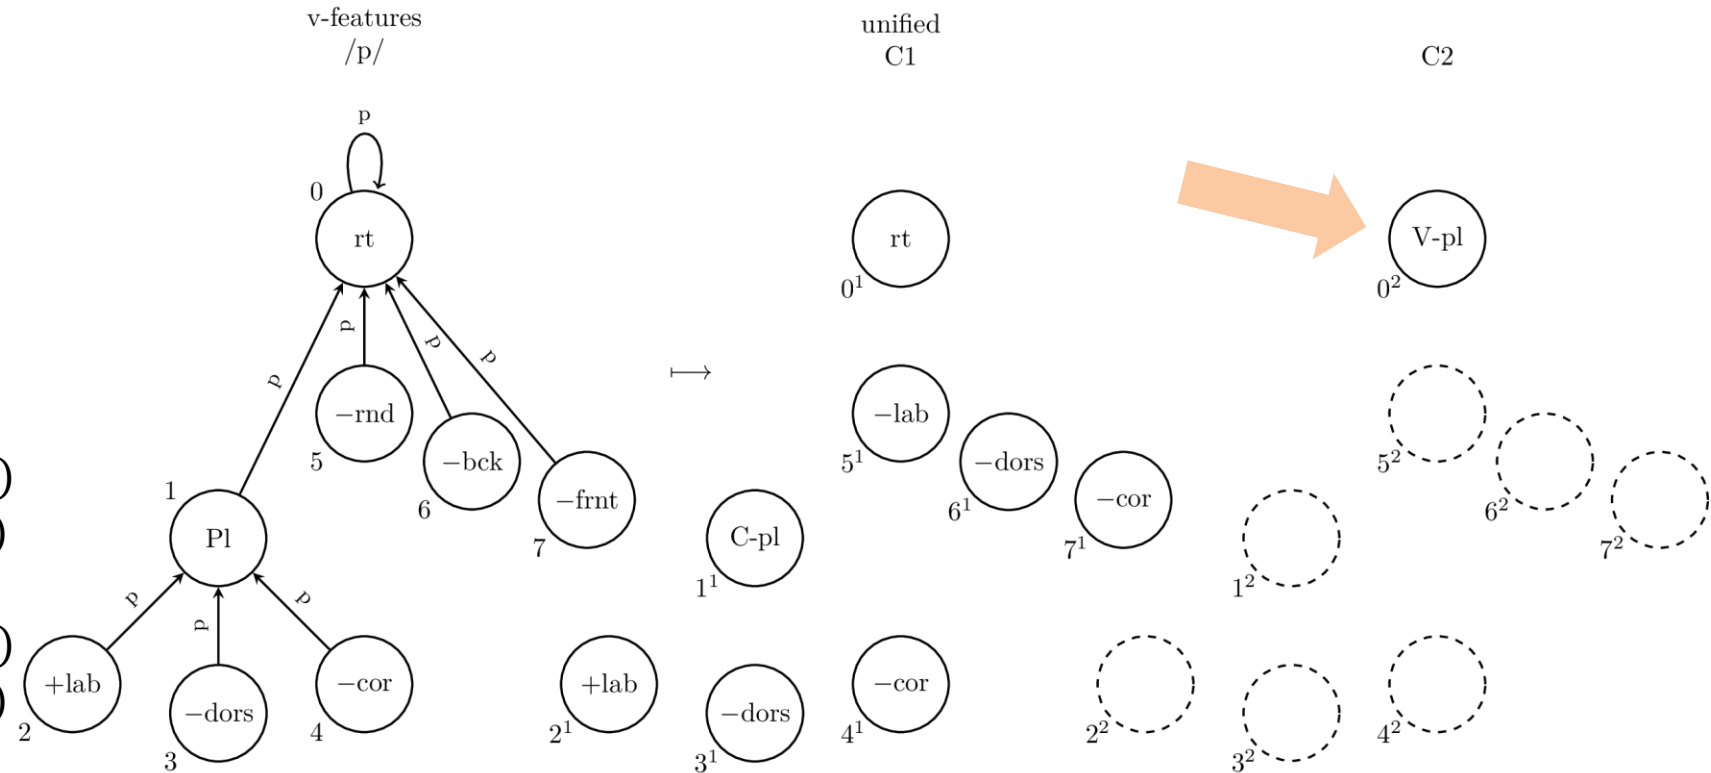 v-features
/p/
unified
C1
C2
p
0
rt
rt
0¹
V-pl
0²
p
p
p
p
−rnd
5
−bck
6
−frnt
7
⟼
−lab
5¹
−dors
6¹
−cor
7¹
5²
6²
7²
1
Pl
C-pl
1¹
1²
p
p
p
+lab
2
−dors
3
−cor
4
+lab
2¹
−dors
3¹
−cor
4¹
2²
3²
4²
)
)
)
)